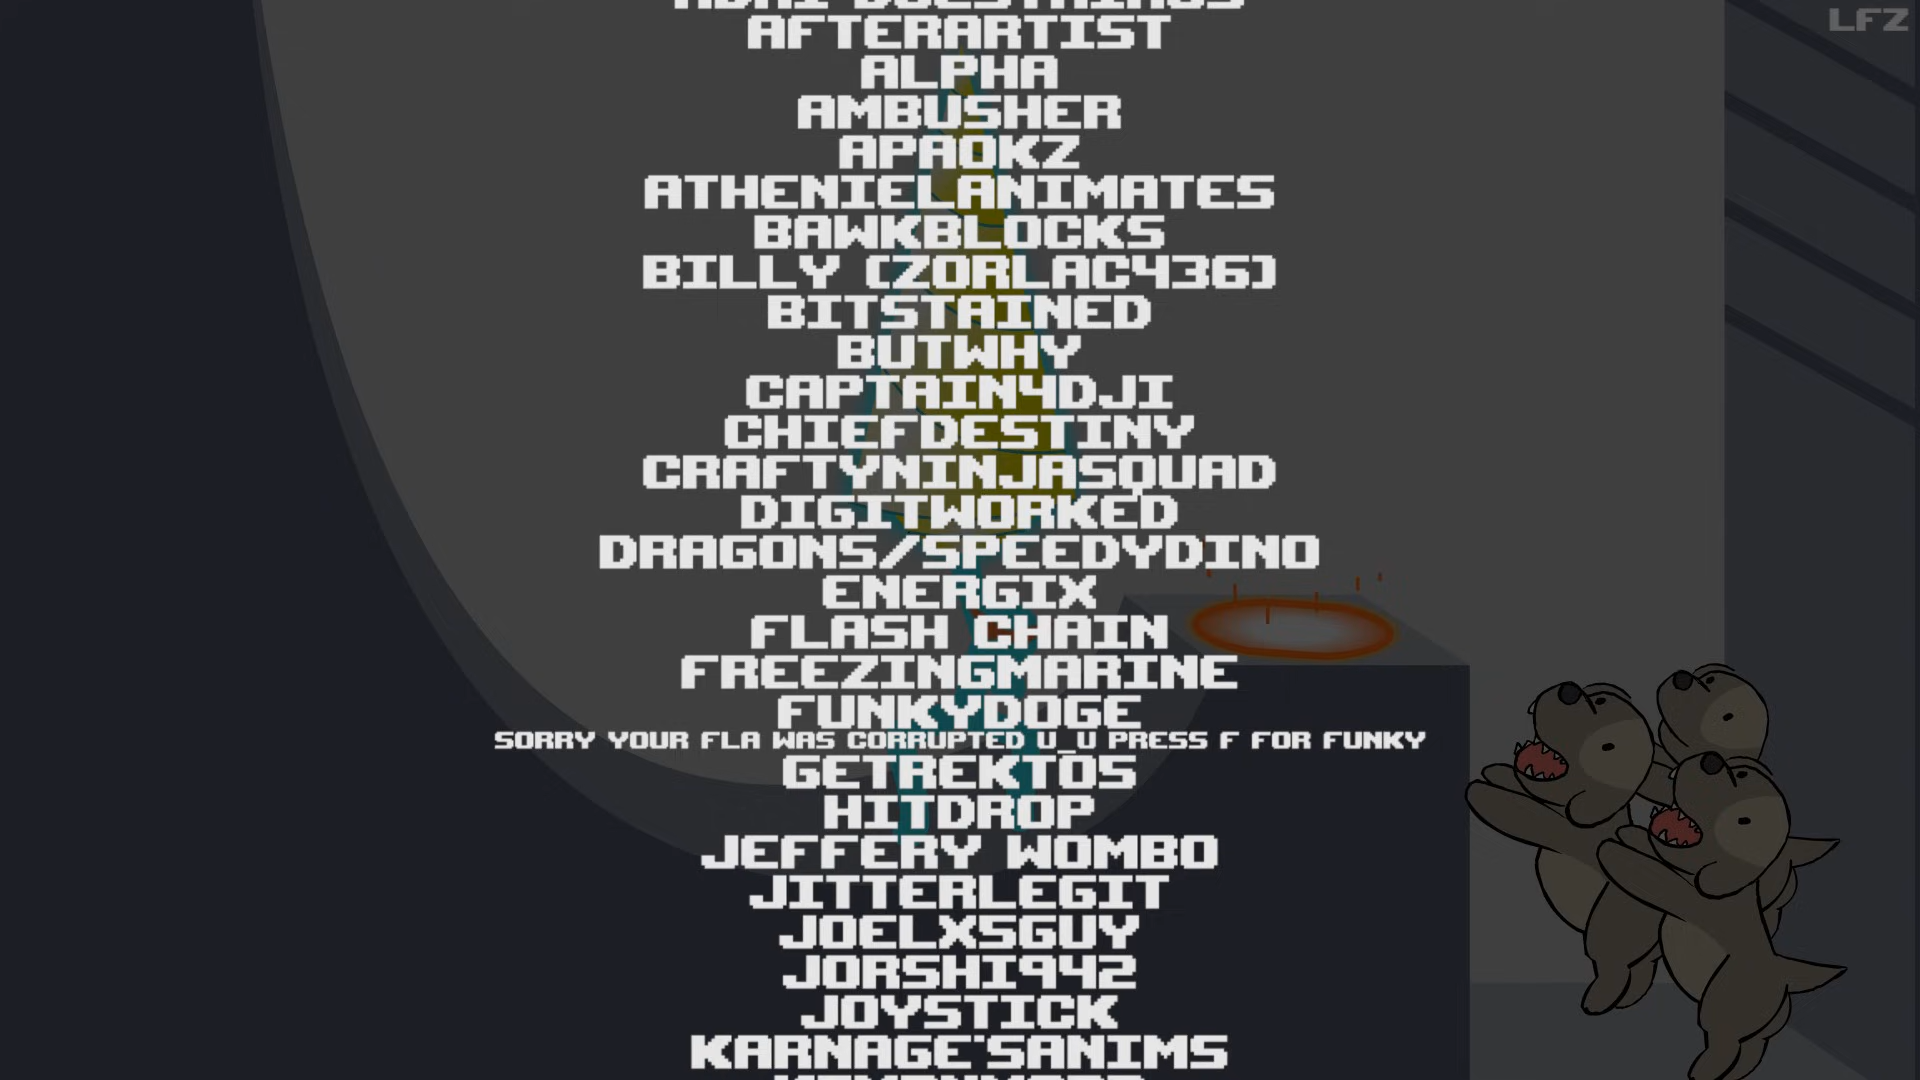 LFZ
AFTERARTIST
ALPHA
AMBUSHER
APAOKZ
ATHENIELANIMATES
BAWKBLOCKS
BILLY (ZORLAC436)
BITSTAINED
BUTWHY
CAPTAIN4DJI
CHIEFDESTINY
CRAFTYNINJASQUAD
DIGITWORKED
DRAGONS/SPEEDYDINO
ENERGIX
FLASH CHAIN
FREEZINGMARINE
FUNKYDOGE
SORRY YOUR FLA WAS CORRUPTED U_U PRESS F FOR FUNKY
GETREKTOS
HITDROP
JEFFERY WOMBO
JITTERLEGIT
JOELXSGUY
JORSHI942
JOYSTICK
KARNAGE'SANIMS